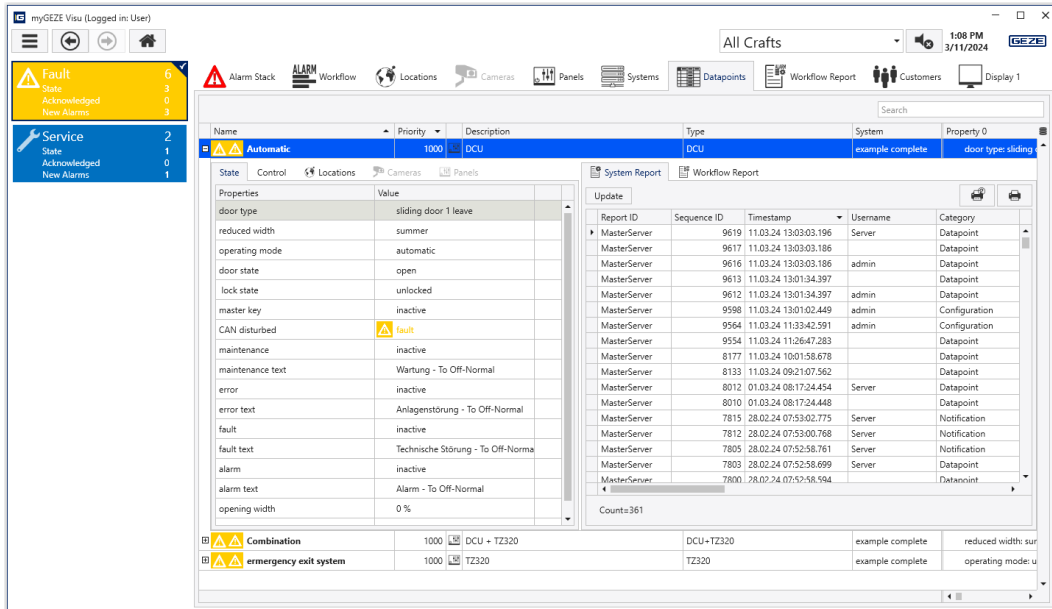 IG myGEZE Visu (Logged in: User)
All Crafts
1:08 PM
3/11/2024
GEZE
Fault 6
State 3
Acknowledged 0
New Alarms 3
Service 2
State 1
Acknowledged 0
New Alarms 1
Alarm Stack ALARM Workflow Locations Cameras Panels Systems Datapoints ALARM Workflow Report Customers Display 1
Search
Name Priority Description Type System Property 0
Automatic 1000 DCU DCU example complete door type: sliding
State Control Locations Cameras Panels
Properties Value
door type sliding door 1 leave
reduced width summer
operating mode automatic
door state open
lock state unlocked
master key inactive
CAN disturbed fault
maintenance inactive
maintenance text Wartung - To Off-Normal
error inactive
error text Anlagenstörung - To Off-Normal
fault inactive
fault text Technische Störung - To Off-Norma
alarm inactive
alarm text Alarm - To Off-Normal
opening width 0 %
System Report Workflow Report
Update
Report ID Sequence ID Timestamp Username Category
MasterServer 9619 11.03.24 13:03:03.196 Server Datapoint
MasterServer 9617 11.03.24 13:03:03.186 Datapoint
MasterServer 9616 11.03.24 13:03:03.186 admin Datapoint
MasterServer 9613 11.03.24 13:01:34.397 Datapoint
MasterServer 9612 11.03.24 13:01:34.397 admin Datapoint
MasterServer 9598 11.03.24 13:01:02.449 admin Configuration
MasterServer 9564 11.03.24 11:33:42.591 admin Configuration
MasterServer 9554 11.03.24 11:26:47.283 Datapoint
MasterServer 8177 11.03.24 10:01:58.678 Datapoint
MasterServer 8133 11.03.24 09:21:07.562 Datapoint
MasterServer 8012 01.03.24 08:17:24.454 Server Datapoint
MasterServer 8010 01.03.24 08:17:24.448 Datapoint
MasterServer 7815 28.02.24 07:53:02.775 Server Notification
MasterServer 7812 28.02.24 07:53:00.768 Server Notification
MasterServer 7805 28.02.24 07:52:58.761 Server Notification
MasterServer 7803 28.02.24 07:52:58.699 Server Datapoint
MasterServer 7800 28.02.24 07:52:58.594 Datapoint
Count=361
Combination 1000 DCU + TZ320 DCU+TZ320 example complete reduced width: sur
ermergency exit system 1000 TZ320 TZ320 example complete operating mode: u